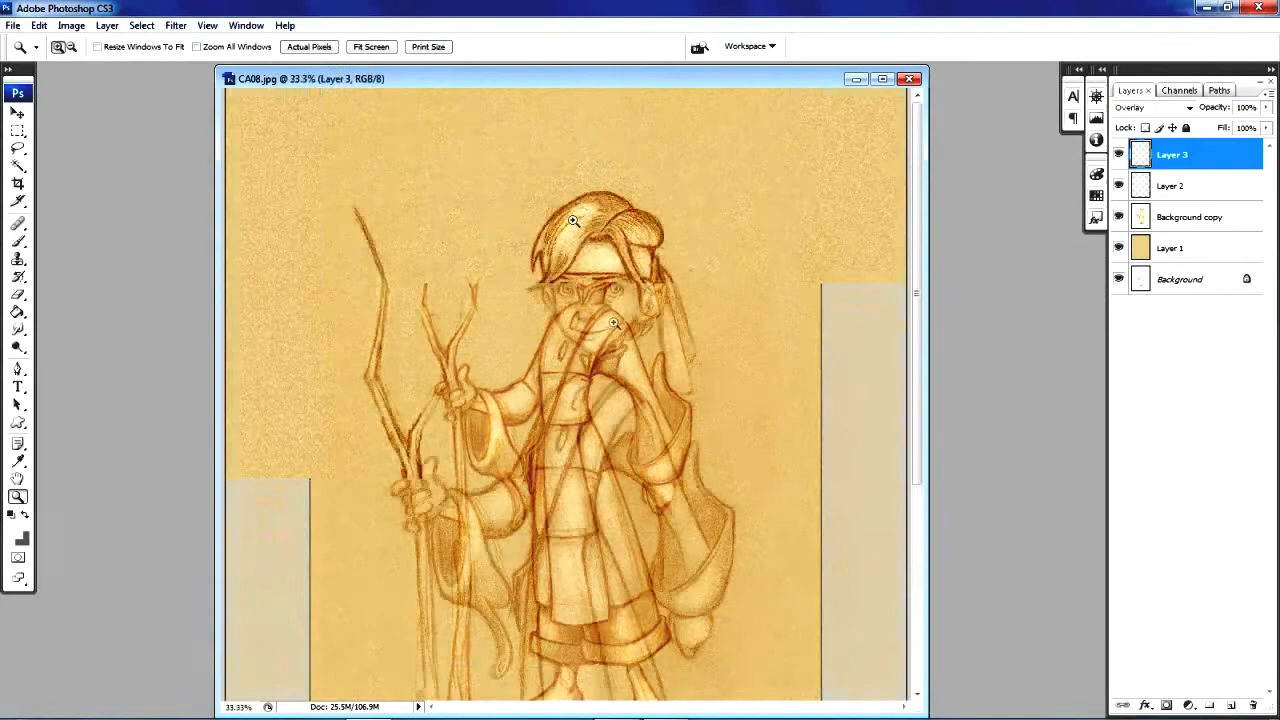 Ps Adobe Photoshop CS3
File Edit Image Layer Select Filter View Window Help
Resize Windows To Fit Zoom All Windows Actual Pixels Fit Screen Print Size Workspace
CA08.jpg @ 33.3% (Layer 3, RGB/8)
Ps
T
A
Layers Channels Paths
Overlay Opacity: 100%
Lock: Fill: 100%
Layer 3
Layer 2
Background copy
Layer 1
Background
fx
33.33% Doc: 25.5M/106.9M